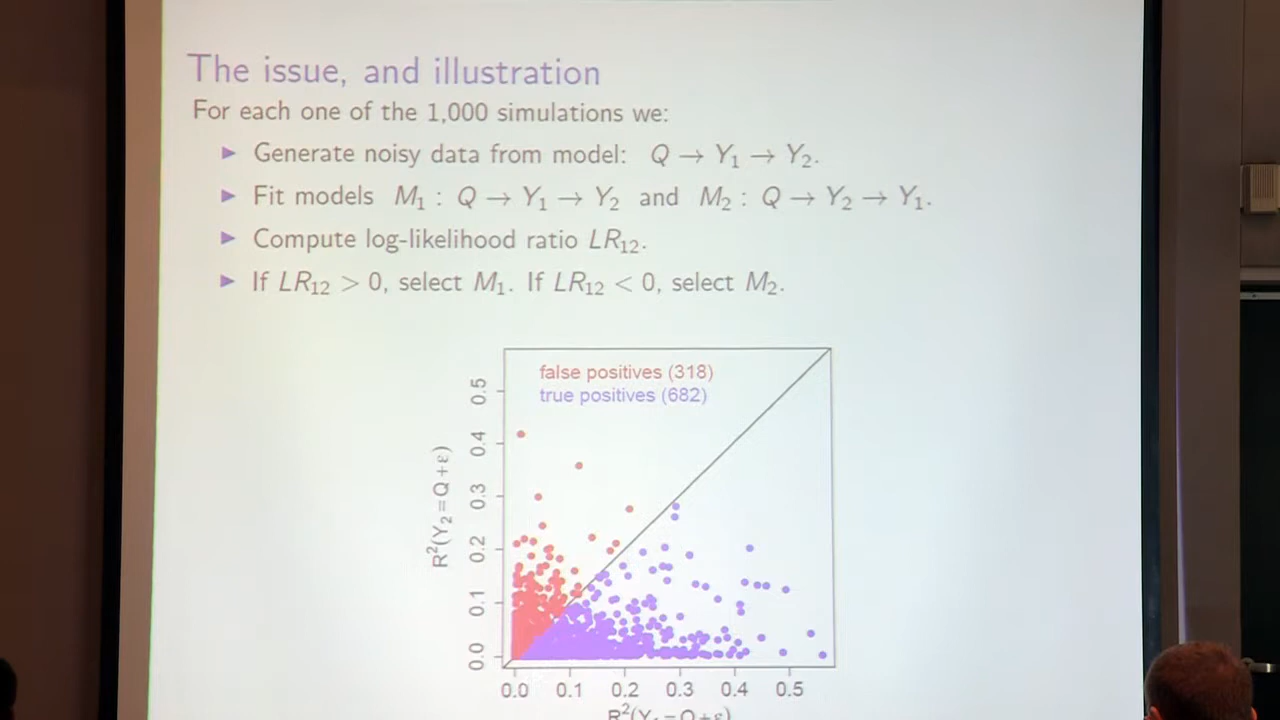 The issue, and illustration
For each one of the 1,000 simulations we:
▶ Generate noisy data from model: Q → Y₁ → Y₂.
▶ Fit models M₁ : Q → Y₁ → Y₂ and M₂ : Q → Y₂ → Y₁.
▶ Compute log-likelihood ratio LR₁₂.
▶ If LR₁₂ > 0, select M₁. If LR₁₂ < 0, select M₂.
false positives (318)
true positives (682)
R²(Y₂=Q+ε)
0.5
0.4
0.3
0.2
0.1
0.0
0.0 0.1 0.2 0.3 0.4 0.5
R²(Y₁=Q+ε)